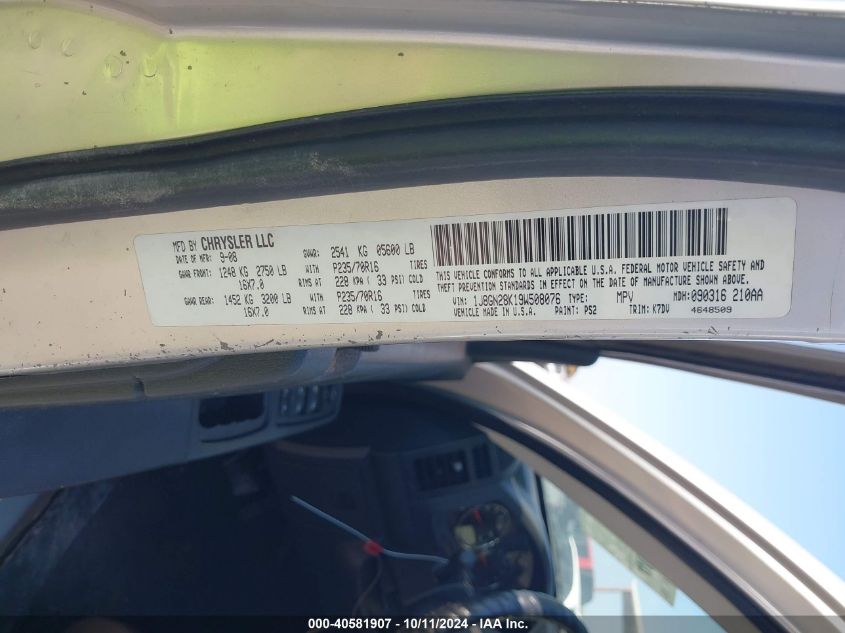 MFD BY CHRYSLER LLC
DATE OF MFR: 9-08 GVWR: 2541 KG 05600 LB
GAWR FRONT: 1248 KG 2750 LB WITH P235/70R16 TIRES
16X7.0 RIMS AT 228 KPA ( 33 PSI) COLD
GAWR REAR: 1452 KG 3200 LB WITH P235/70R16 TIRES
16X7.0 RIMS AT 228 KPA ( 33 PSI) COLD
THIS VEHICLE CONFORMS TO ALL APPLICABLE U.S.A. FEDERAL MOTOR VEHICLE SAFETY AND
THEFT PREVENTION STANDARDS IN EFFECT ON THE DATE OF MANUFACTURE SHOWN ABOVE.
VIN: 1J8GN28K19W508076 TYPE: MPV MDH: 090316 210AA
VEHICLE MADE IN U.S.A. PAINT: PS2 TRIM: K7DV 4648509
000-40581907 - 10/11/2024 - IAA Inc.